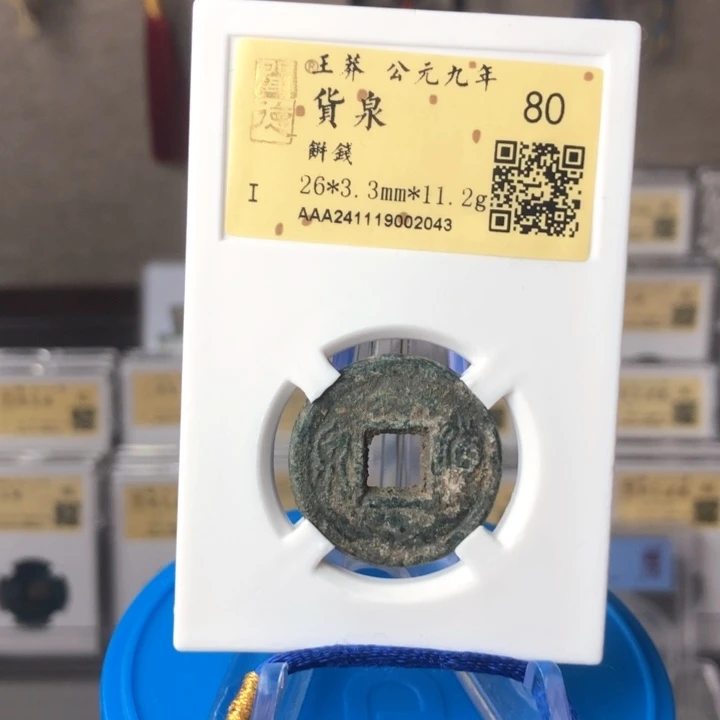 ®王莽 公元九年
貨泉 80
餅錢
I 26*3.3mm*11.2g
AAA241119002043